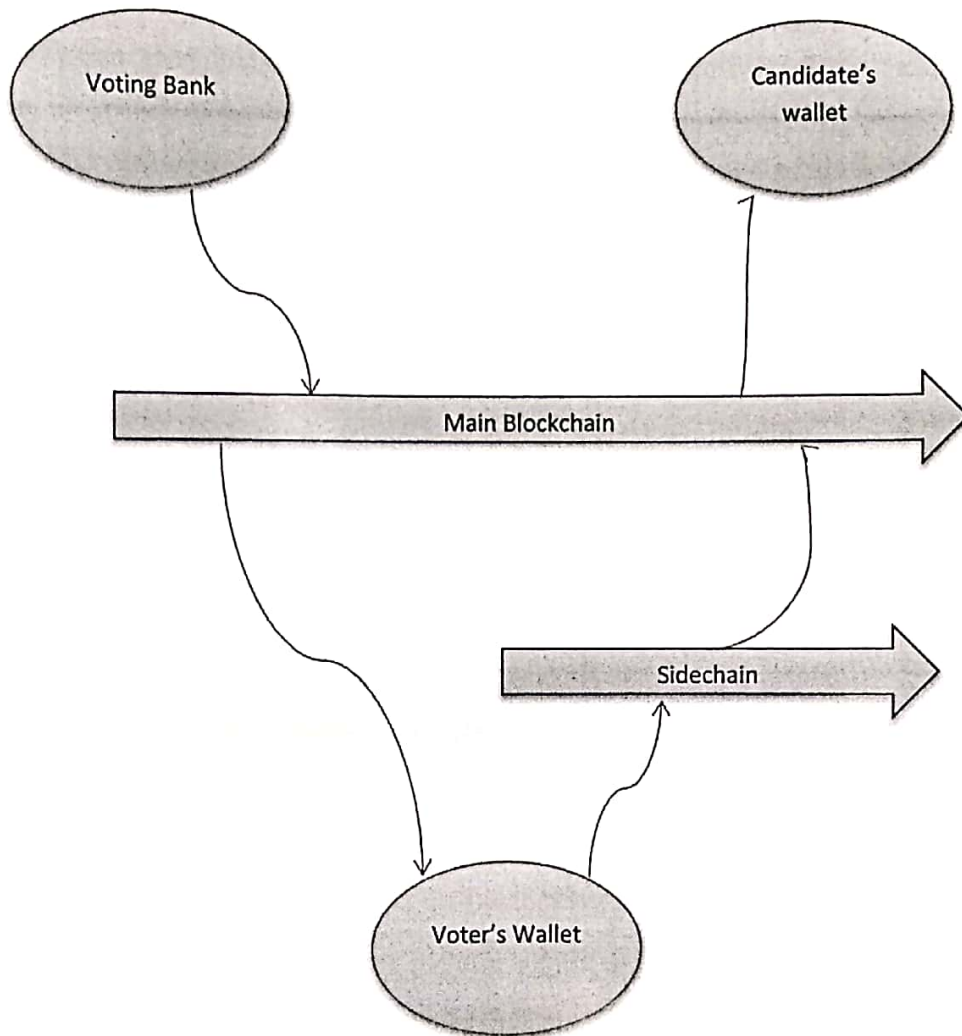 Voting Bank
Candidate's
wallet
Main Blockchain
Sidechain
Voter's Wallet